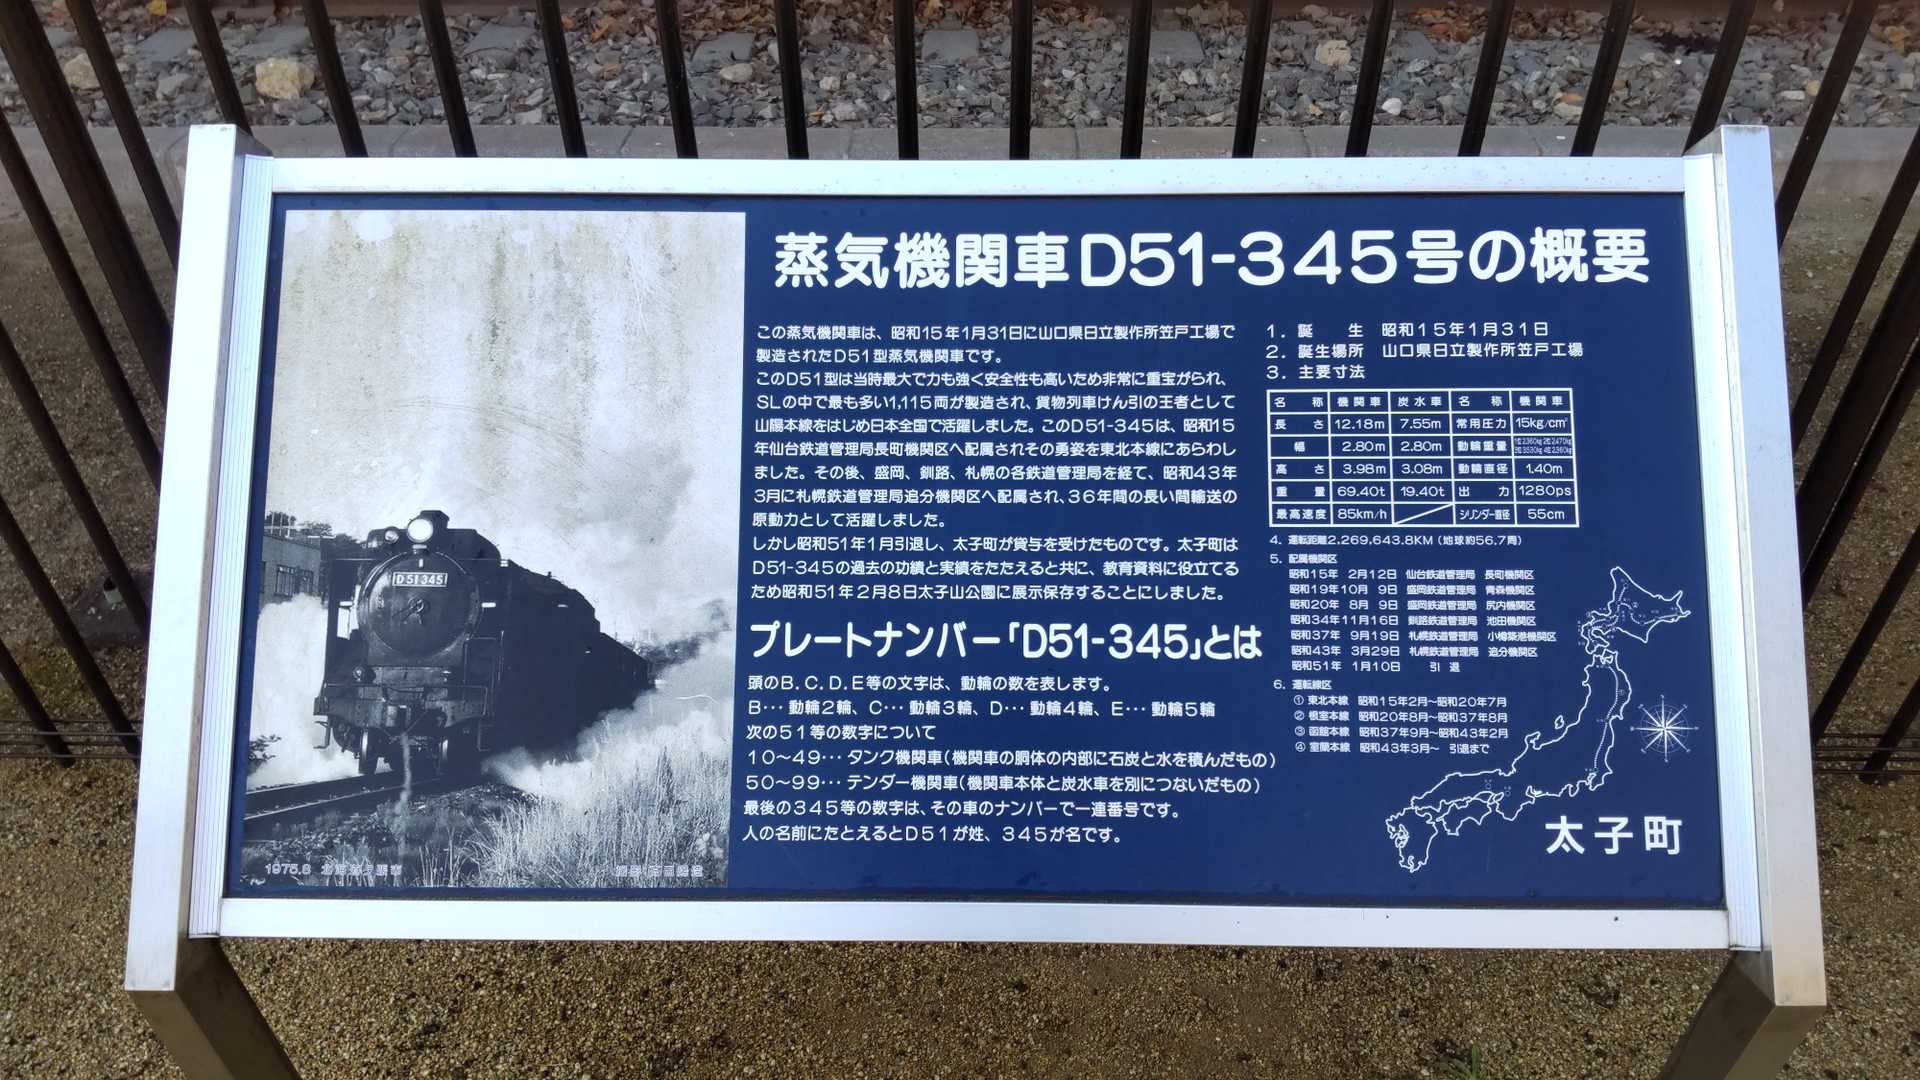 蒸気機関車D51-345号の概要
この蒸気機関車は、昭和15年1月31日に山口県日立製作所笠戸工場で
製造されたD51型蒸気機関車です。
このD51型は当時最大で力も強く安全性も高いため非常に重宝がられ、
SLの中で最も多い1,115両が製造され、貨物列車けん引の王者として
山陽本線をはじめ日本全国で活躍しました。このD51-345は、昭和15
年仙台鉄道管理局長町機関区へ配属されその勇姿を東北本線にあらわし
ました。その後、盛岡、釧路、札幌の各鉄道管理局を経て、昭和43年
3月に札幌鉄道管理局追分機関区へ配属され、36年間の長い間輸送の
原動力として活躍しました。
しかし昭和51年1月引退し、太子町が貸与を受けたものです。太子町は
D51-345の過去の功績と実績をたたえると共に、教育資料に役立てる
ため昭和51年2月8日太子山公園に展示保存することにしました。
プレートナンバー「D51-345」とは
頭のB.C.D.E等の文字は、動輪の数を表します。
B…動輪2輪、C…動輪3輪、D…動輪4輪、E…動輪5輪
次の51等の数字について
10～49…タンク機関車(機関車の胴体の内部に石炭と水を積んだもの)
50～99…テンダー機関車(機関車本体と炭水車を別につないだもの)
最後の345等の数字は、その車のナンバーで一連番号です。
人の名前にたとえるとD51が姓、345が名です。
1. 誕生 昭和15年1月31日
2. 誕生場所 山口県日立製作所笠戸工場
3. 主要寸法
名称 機関車 炭水車 名称 機関車
長さ 12.18m 7.55m 常用圧力 15kg/cm²
幅 2.80m 2.80m 動輪重量
高さ 3.98m 3.08m 動輪直径 1.40m
重量 69.40t 19.40t 出力 1280ps
最高速度 85km/h シリンダー直径 55cm
4. 運転距離2.269,643.8KM(地球約56.7周)
5. 配属機関区
昭和15年 2月12日 仙台鉄道管理局 長町機関区
昭和19年10月 9日 盛岡鉄道管理局 青森機関区
昭和20年 8月 9日 盛岡鉄道管理局 尻内機関区
昭和34年11月16日 釧路鉄道管理局 池田機関区
昭和37年 9月19日 札幌鉄道管理局 小樽築港機関区
昭和43年 3月29日 札幌鉄道管理局 追分機関区
昭和51年 1月10日 引退
6. 運転線区
① 東北本線 昭和15年2月～昭和20年7月
② 根室本線 昭和20年8月～昭和37年8月
③ 函館本線 昭和37年9月～昭和43年2月
④ 室蘭本線 昭和43年3月～ 引退まで
太子町
D51345